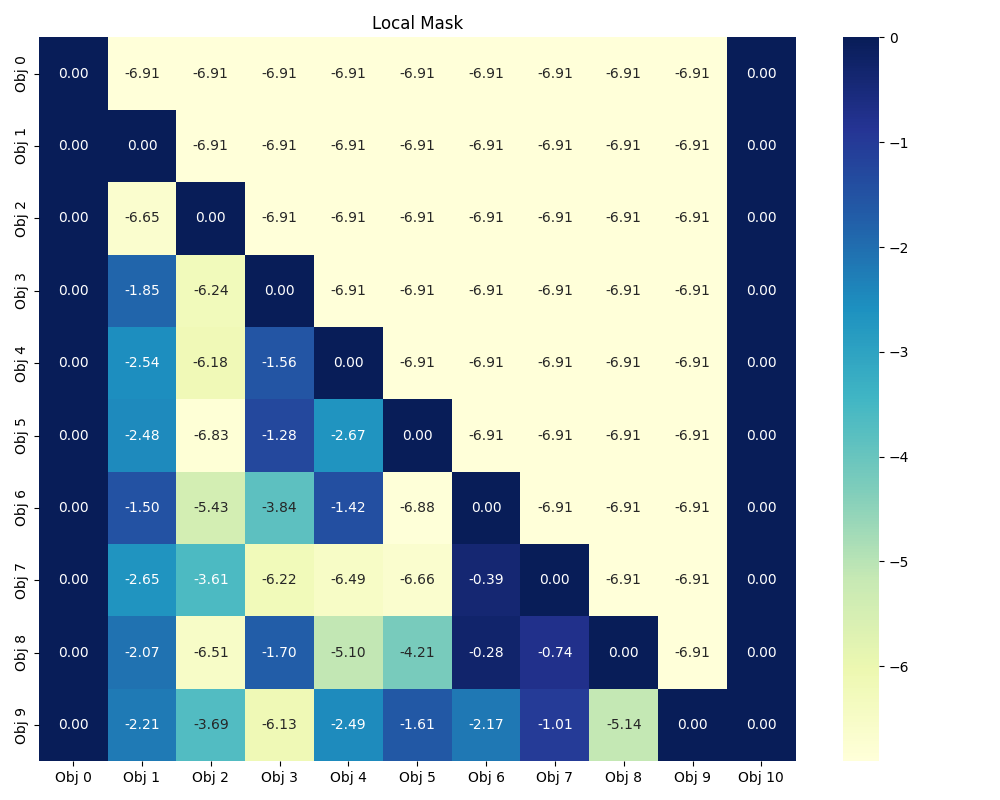 Local Mask
Obj 0 0.00 -6.91 -6.91 -6.91 -6.91 -6.91 -6.91 -6.91 -6.91 -6.91 0.00
Obj 1 0.00 0.00 -6.91 -6.91 -6.91 -6.91 -6.91 -6.91 -6.91 -6.91 0.00
Obj 2 0.00 -6.65 0.00 -6.91 -6.91 -6.91 -6.91 -6.91 -6.91 -6.91 0.00
Obj 3 0.00 -1.85 -6.24 0.00 -6.91 -6.91 -6.91 -6.91 -6.91 -6.91 0.00
Obj 4 0.00 -2.54 -6.18 -1.56 0.00 -6.91 -6.91 -6.91 -6.91 -6.91 0.00
Obj 5 0.00 -2.48 -6.83 -1.28 -2.67 0.00 -6.91 -6.91 -6.91 -6.91 0.00
Obj 6 0.00 -1.50 -5.43 -3.84 -1.42 -6.88 0.00 -6.91 -6.91 -6.91 0.00
Obj 7 0.00 -2.65 -3.61 -6.22 -6.49 -6.66 -0.39 0.00 -6.91 -6.91 0.00
Obj 8 0.00 -2.07 -6.51 -1.70 -5.10 -4.21 -0.28 -0.74 0.00 -6.91 0.00
Obj 9 0.00 -2.21 -3.69 -6.13 -2.49 -1.61 -2.17 -1.01 -5.14 0.00 0.00
Obj 0 Obj 1 Obj 2 Obj 3 Obj 4 Obj 5 Obj 6 Obj 7 Obj 8 Obj 9 Obj 10
0
-1
-2
-3
-4
-5
-6